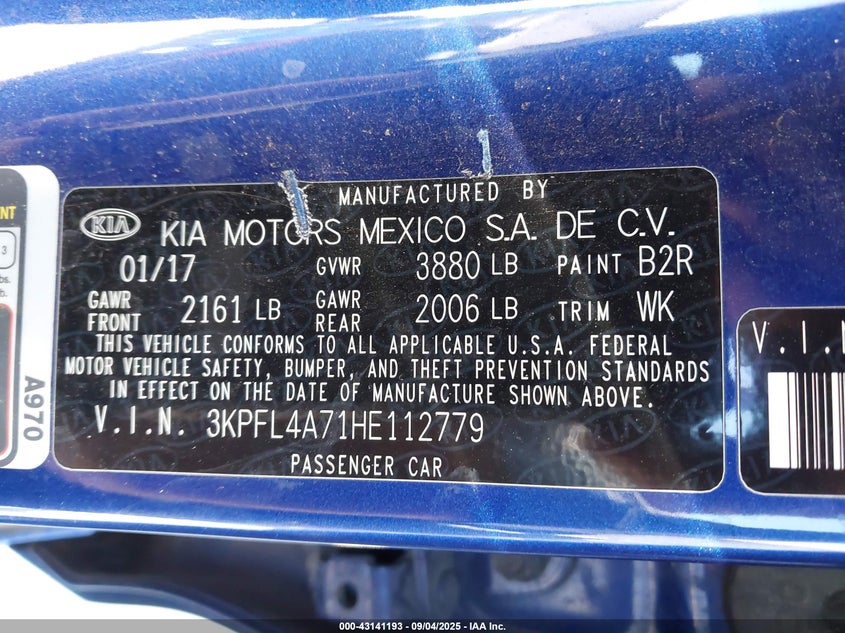 MANUFACTURED BY
KIA KIA MOTORS MEXICO S.A. DE C.V.
01/17 GVWR 3880 LB PAINT B2R
GAWR FRONT 2161 LB GAWR REAR 2006 LB TRIM WK
THIS VEHICLE CONFORMS TO ALL APPLICABLE U.S.A. FEDERAL
MOTOR VEHICLE SAFETY, BUMPER, AND THEFT PREVENTION STANDARDS
IN EFFECT ON THE DATE OF MANUFACTURE SHOWN ABOVE.
V.I.N. 3KPFL4A71HE112779
PASSENGER CAR
A970
V.I.N
000-43141193 - 09/04/2025 - IAA Inc.